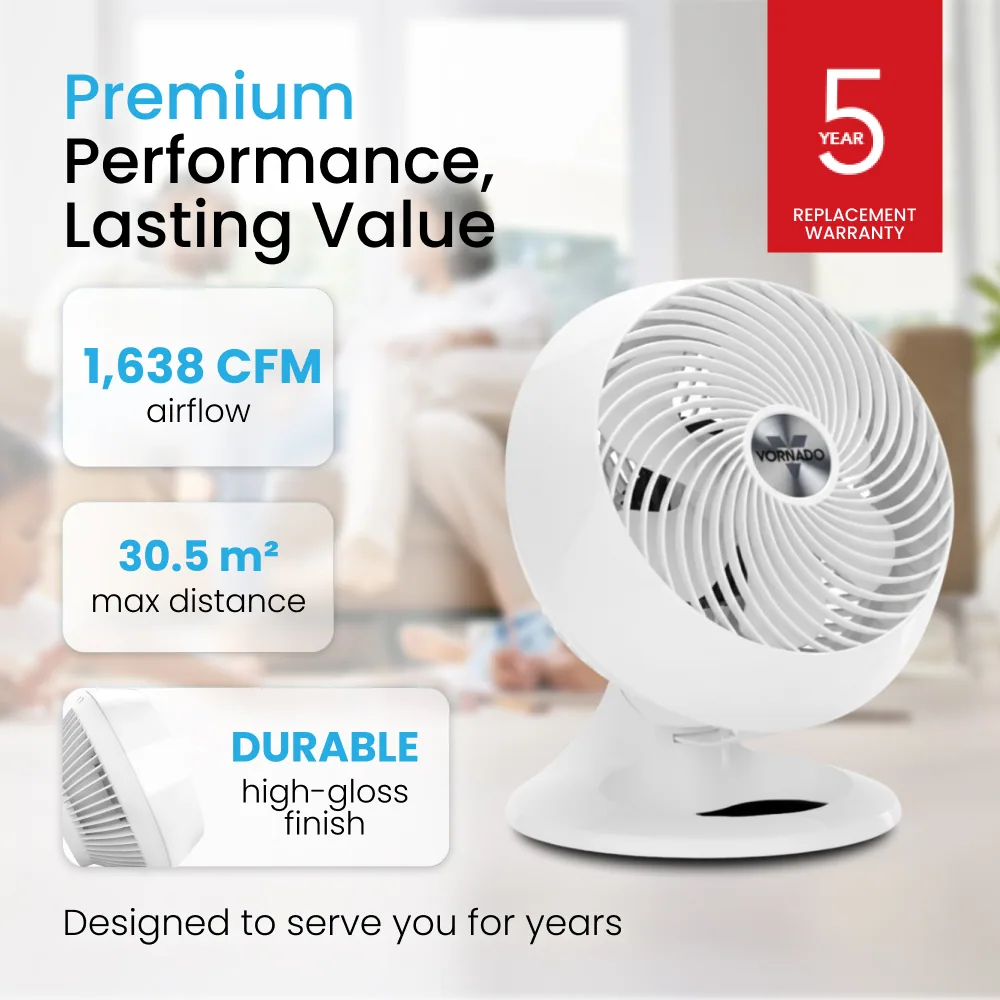 Premium
Performance,
Lasting Value
5
YEAR
REPLACEMENT
WARRANTY
1,638 CFM
airflow
30.5 m²
max distance
VORNADO
DURABLE
high-gloss
finish
Designed to serve you for years